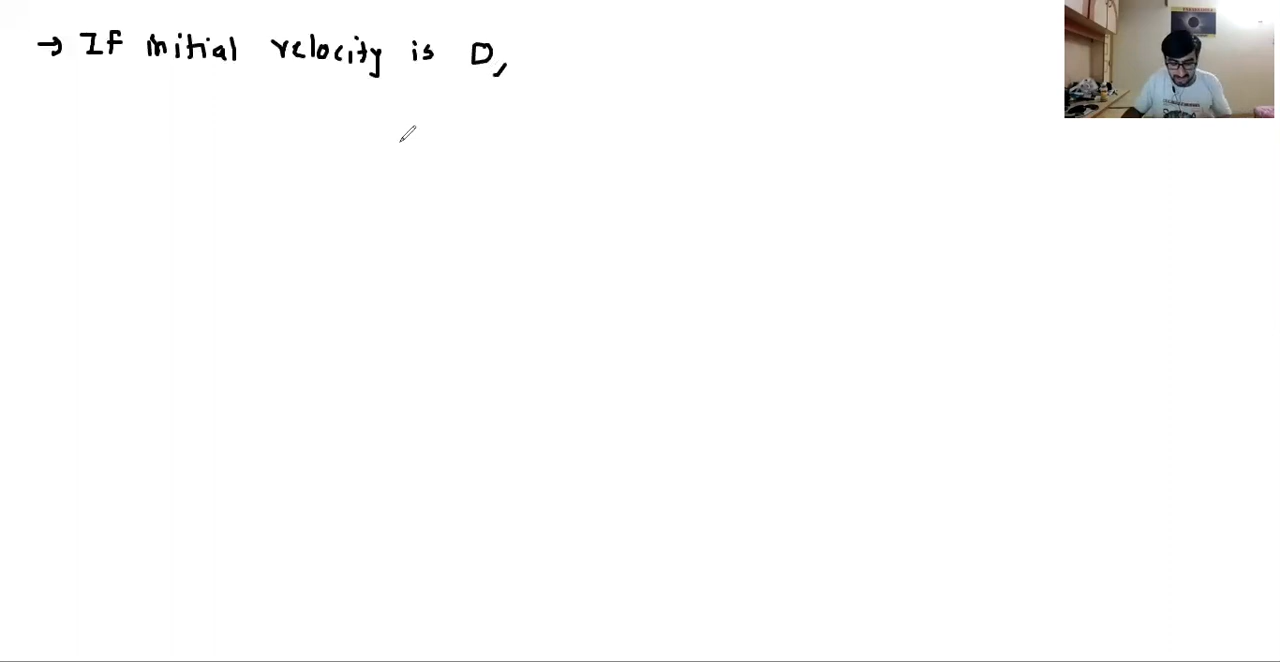 → If initial velocity is 0,